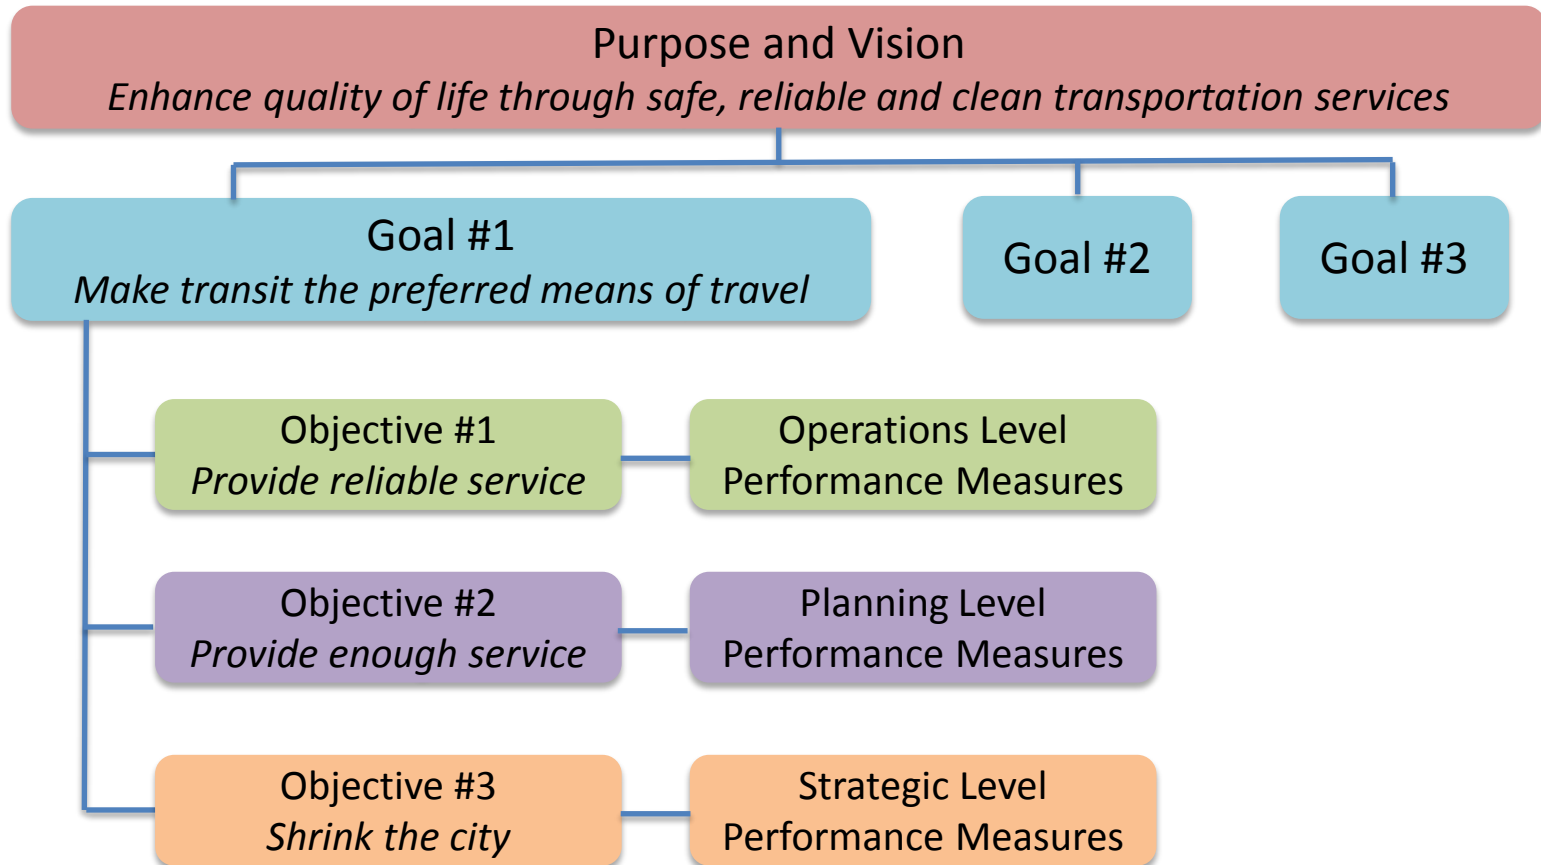 Purpose and Vision
Enhance quality of life through safe, reliable and clean transportation services
Goal #1
Make transit the preferred means of travel
Goal #2
Goal #3
Objective #1
Provide reliable service
Operations Level
Performance Measures
Objective #2
Provide enough service
Planning Level
Performance Measures
Objective #3
Shrink the city
Strategic Level
Performance Measures